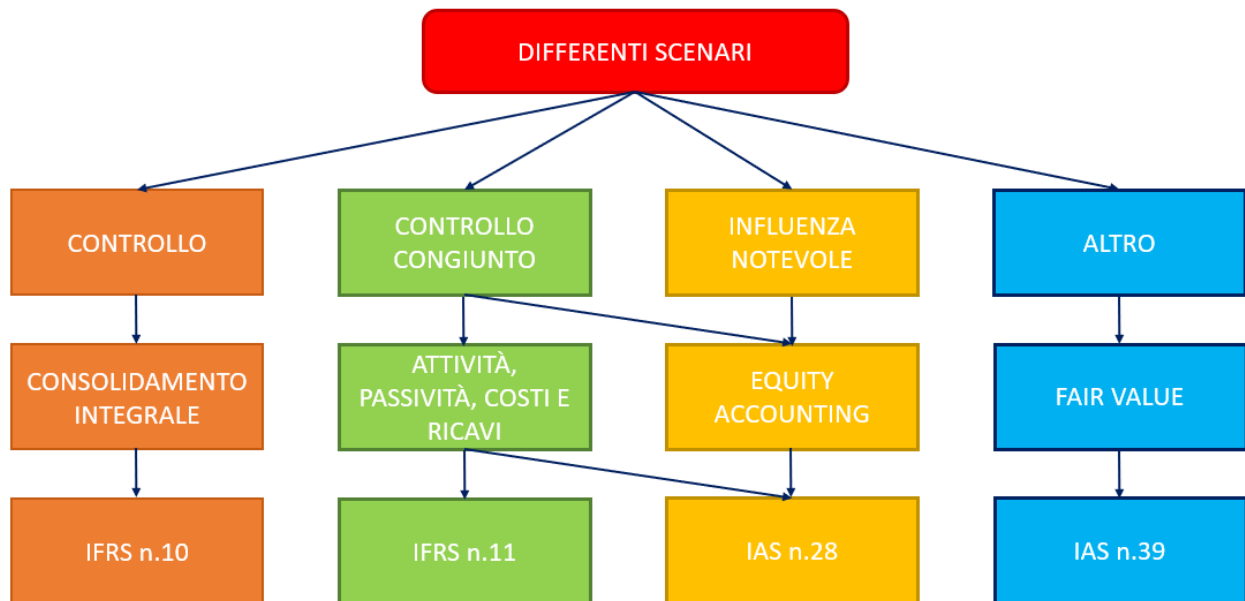 DIFFERENTI SCENARI
CONTROLLO
CONTROLLO
CONGIUNTO
INFLUENZA
NOTEVOLE
ALTRO
CONSOLIDAMENTO
INTEGRALE
ATTIVITÀ,
PASSIVITÀ, COSTI E
RICAVI
EQUITY
ACCOUNTING
FAIR VALUE
IFRS n.10
IFRS n.11
IAS n.28
IAS n.39